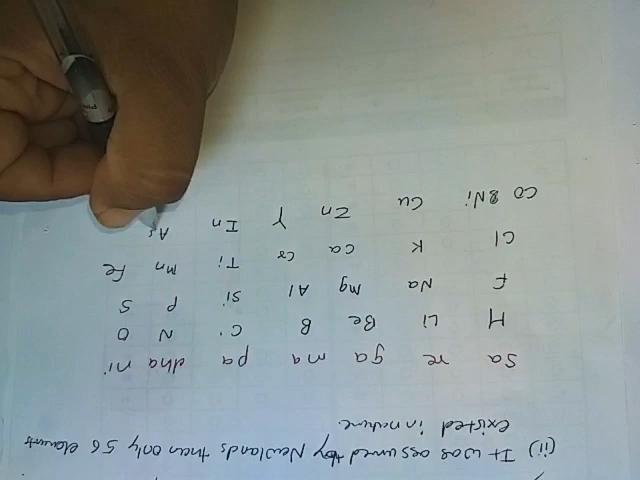 (ii) It was assumed by Newlands than only 56 elements
existed in nature.
Sa re ga ma pa dha ni
H Li Be B C N O
F Na Mg Al Si P S
Cl K Ca Cr Ti Mn Fe
CO & Ni Cu Zn Y In As